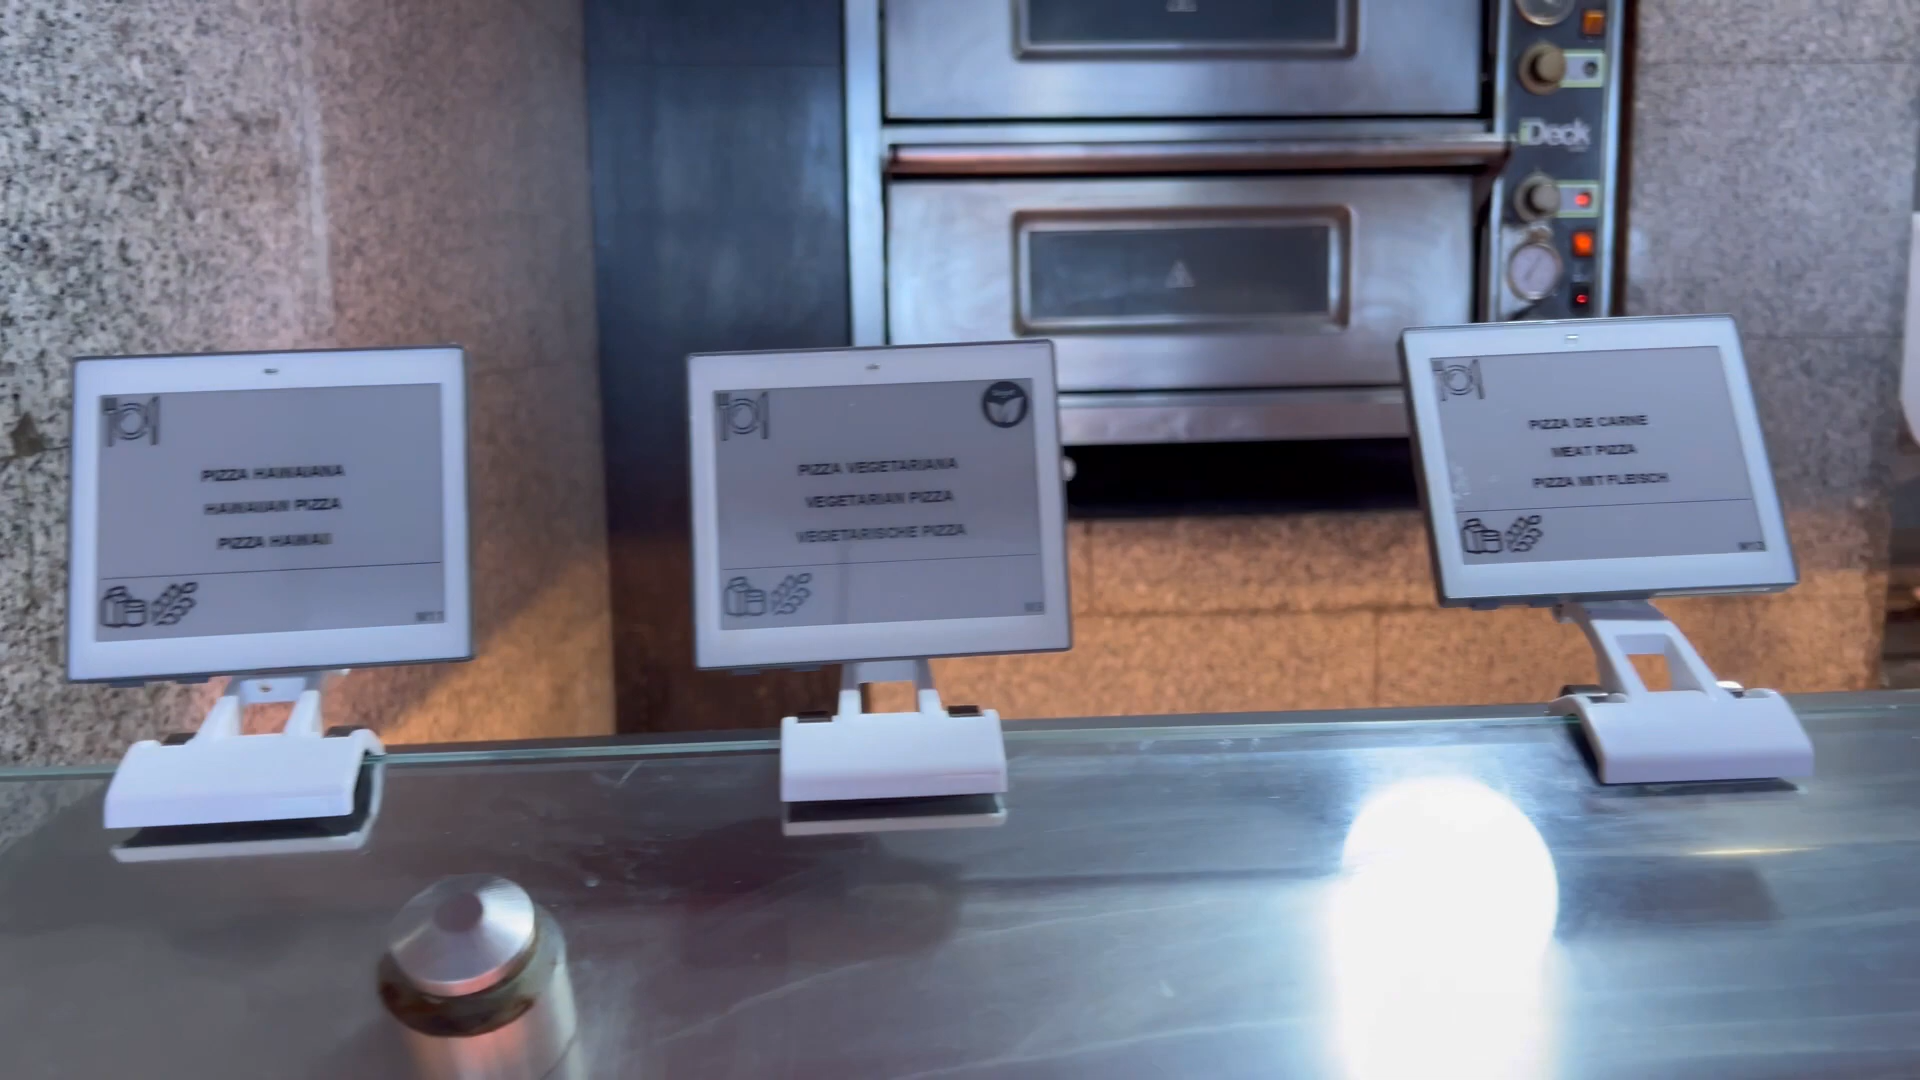 iDeck
PIZZA HAWAIANA
HAWAIIAN PIZZA
PIZZA HAWAII
PIZZA VEGETARIANA
VEGETARIAN PIZZA
VEGETARISCHE PIZZA
PIZZA DE CARNE
MEAT PIZZA
PIZZA MIT FLEISCH